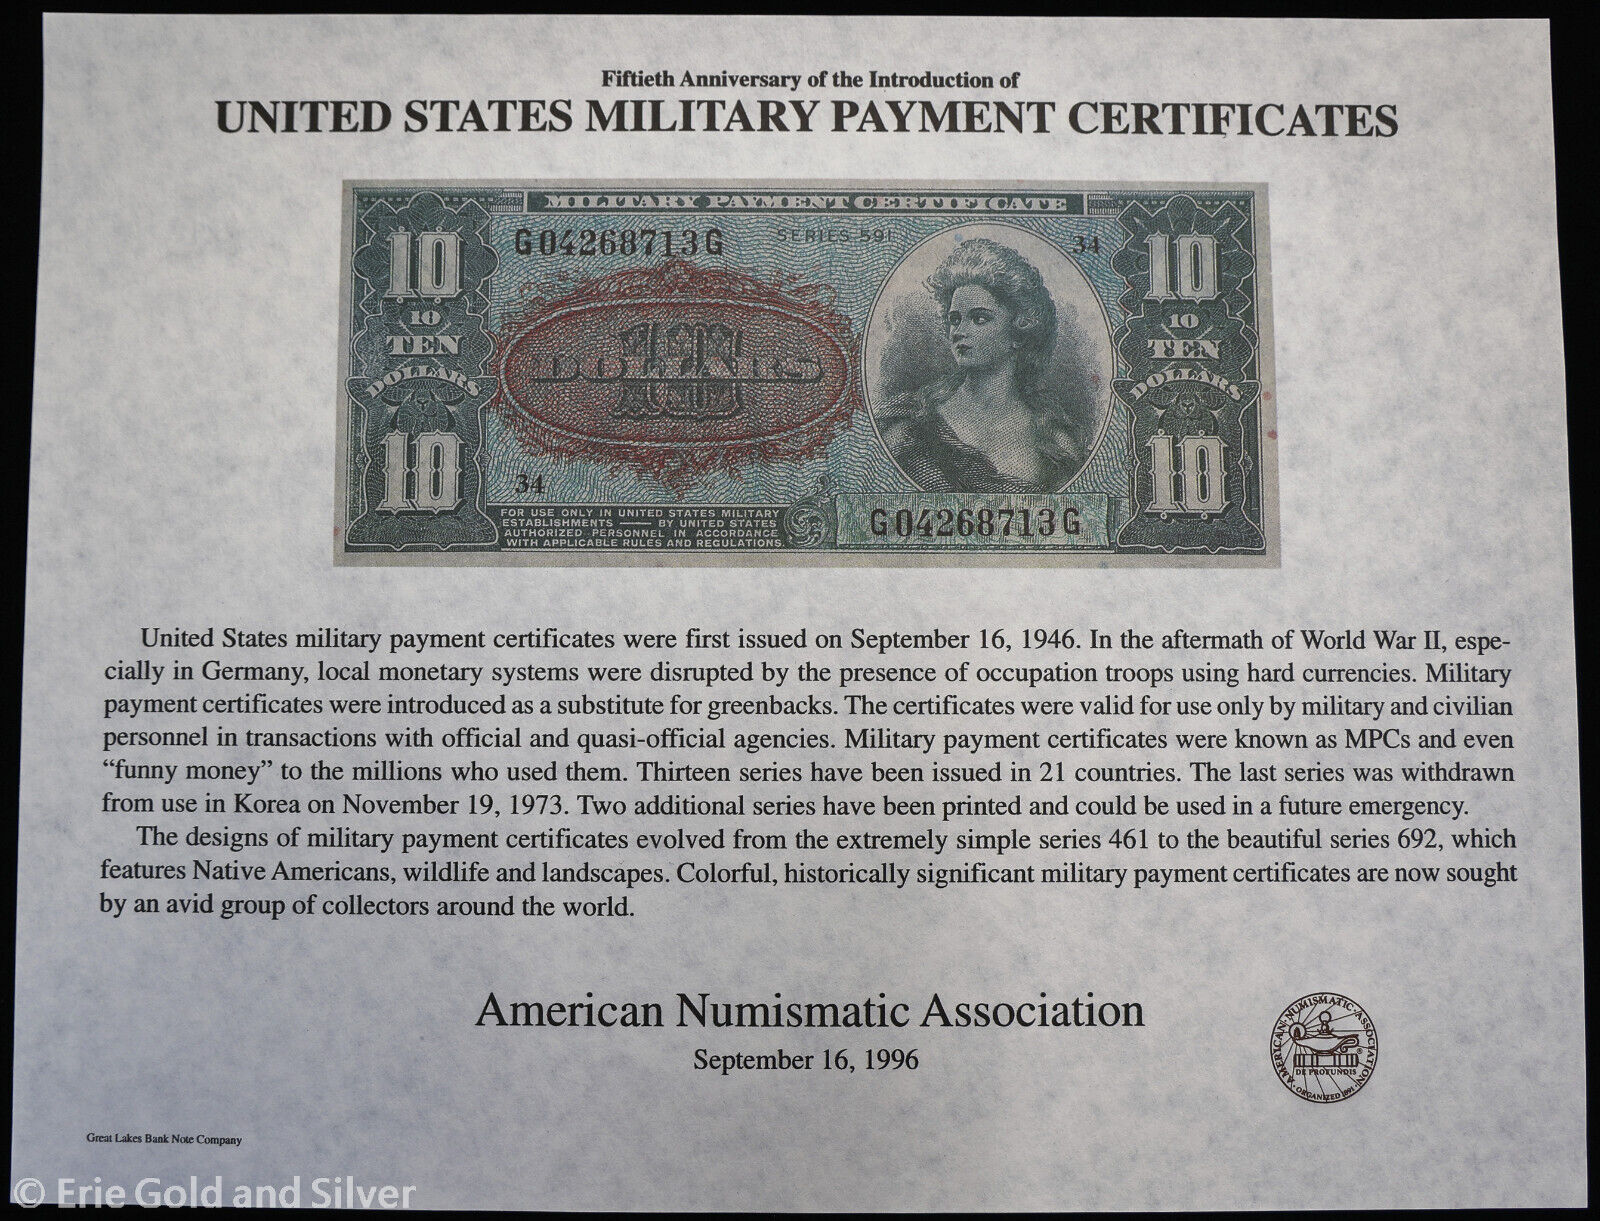 Fiftieth Anniversary of the Introduction of
UNITED STATES MILITARY PAYMENT CERTIFICATES
MILITARY PAYMENT CERTIFICATE
10
G04268713G
SERIES 591
34
10
10
TEN
DOLLARS
10
DOLLARS
10
TEN
DOLLARS
10
10
34
FOR USE ONLY IN UNITED STATES MILITARY
ESTABLISHMENTS — BY UNITED STATES
AUTHORIZED PERSONNEL IN ACCORDANCE
WITH APPLICABLE RULES AND REGULATIONS.
G04268713G
10
United States military payment certificates were first issued on September 16, 1946. In the aftermath of World War II, espe-
cially in Germany, local monetary systems were disrupted by the presence of occupation troops using hard currencies. Military
payment certificates were introduced as a substitute for greenbacks. The certificates were valid for use only by military and civilian
personnel in transactions with official and quasi-official agencies. Military payment certificates were known as MPCs and even
“funny money” to the millions who used them. Thirteen series have been issued in 21 countries. The last series was withdrawn
from use in Korea on November 19, 1973. Two additional series have been printed and could be used in a future emergency.
The designs of military payment certificates evolved from the extremely simple series 461 to the beautiful series 692, which
features Native Americans, wildlife and landscapes. Colorful, historically significant military payment certificates are now sought
by an avid group of collectors around the world.
American Numismatic Association
September 16, 1996
AMERICAN NUMISMATIC ASSOCIATION
DE PROFUNDIS
ORGANIZED 1891
Great Lakes Bank Note Company
© Erie Gold and Silver